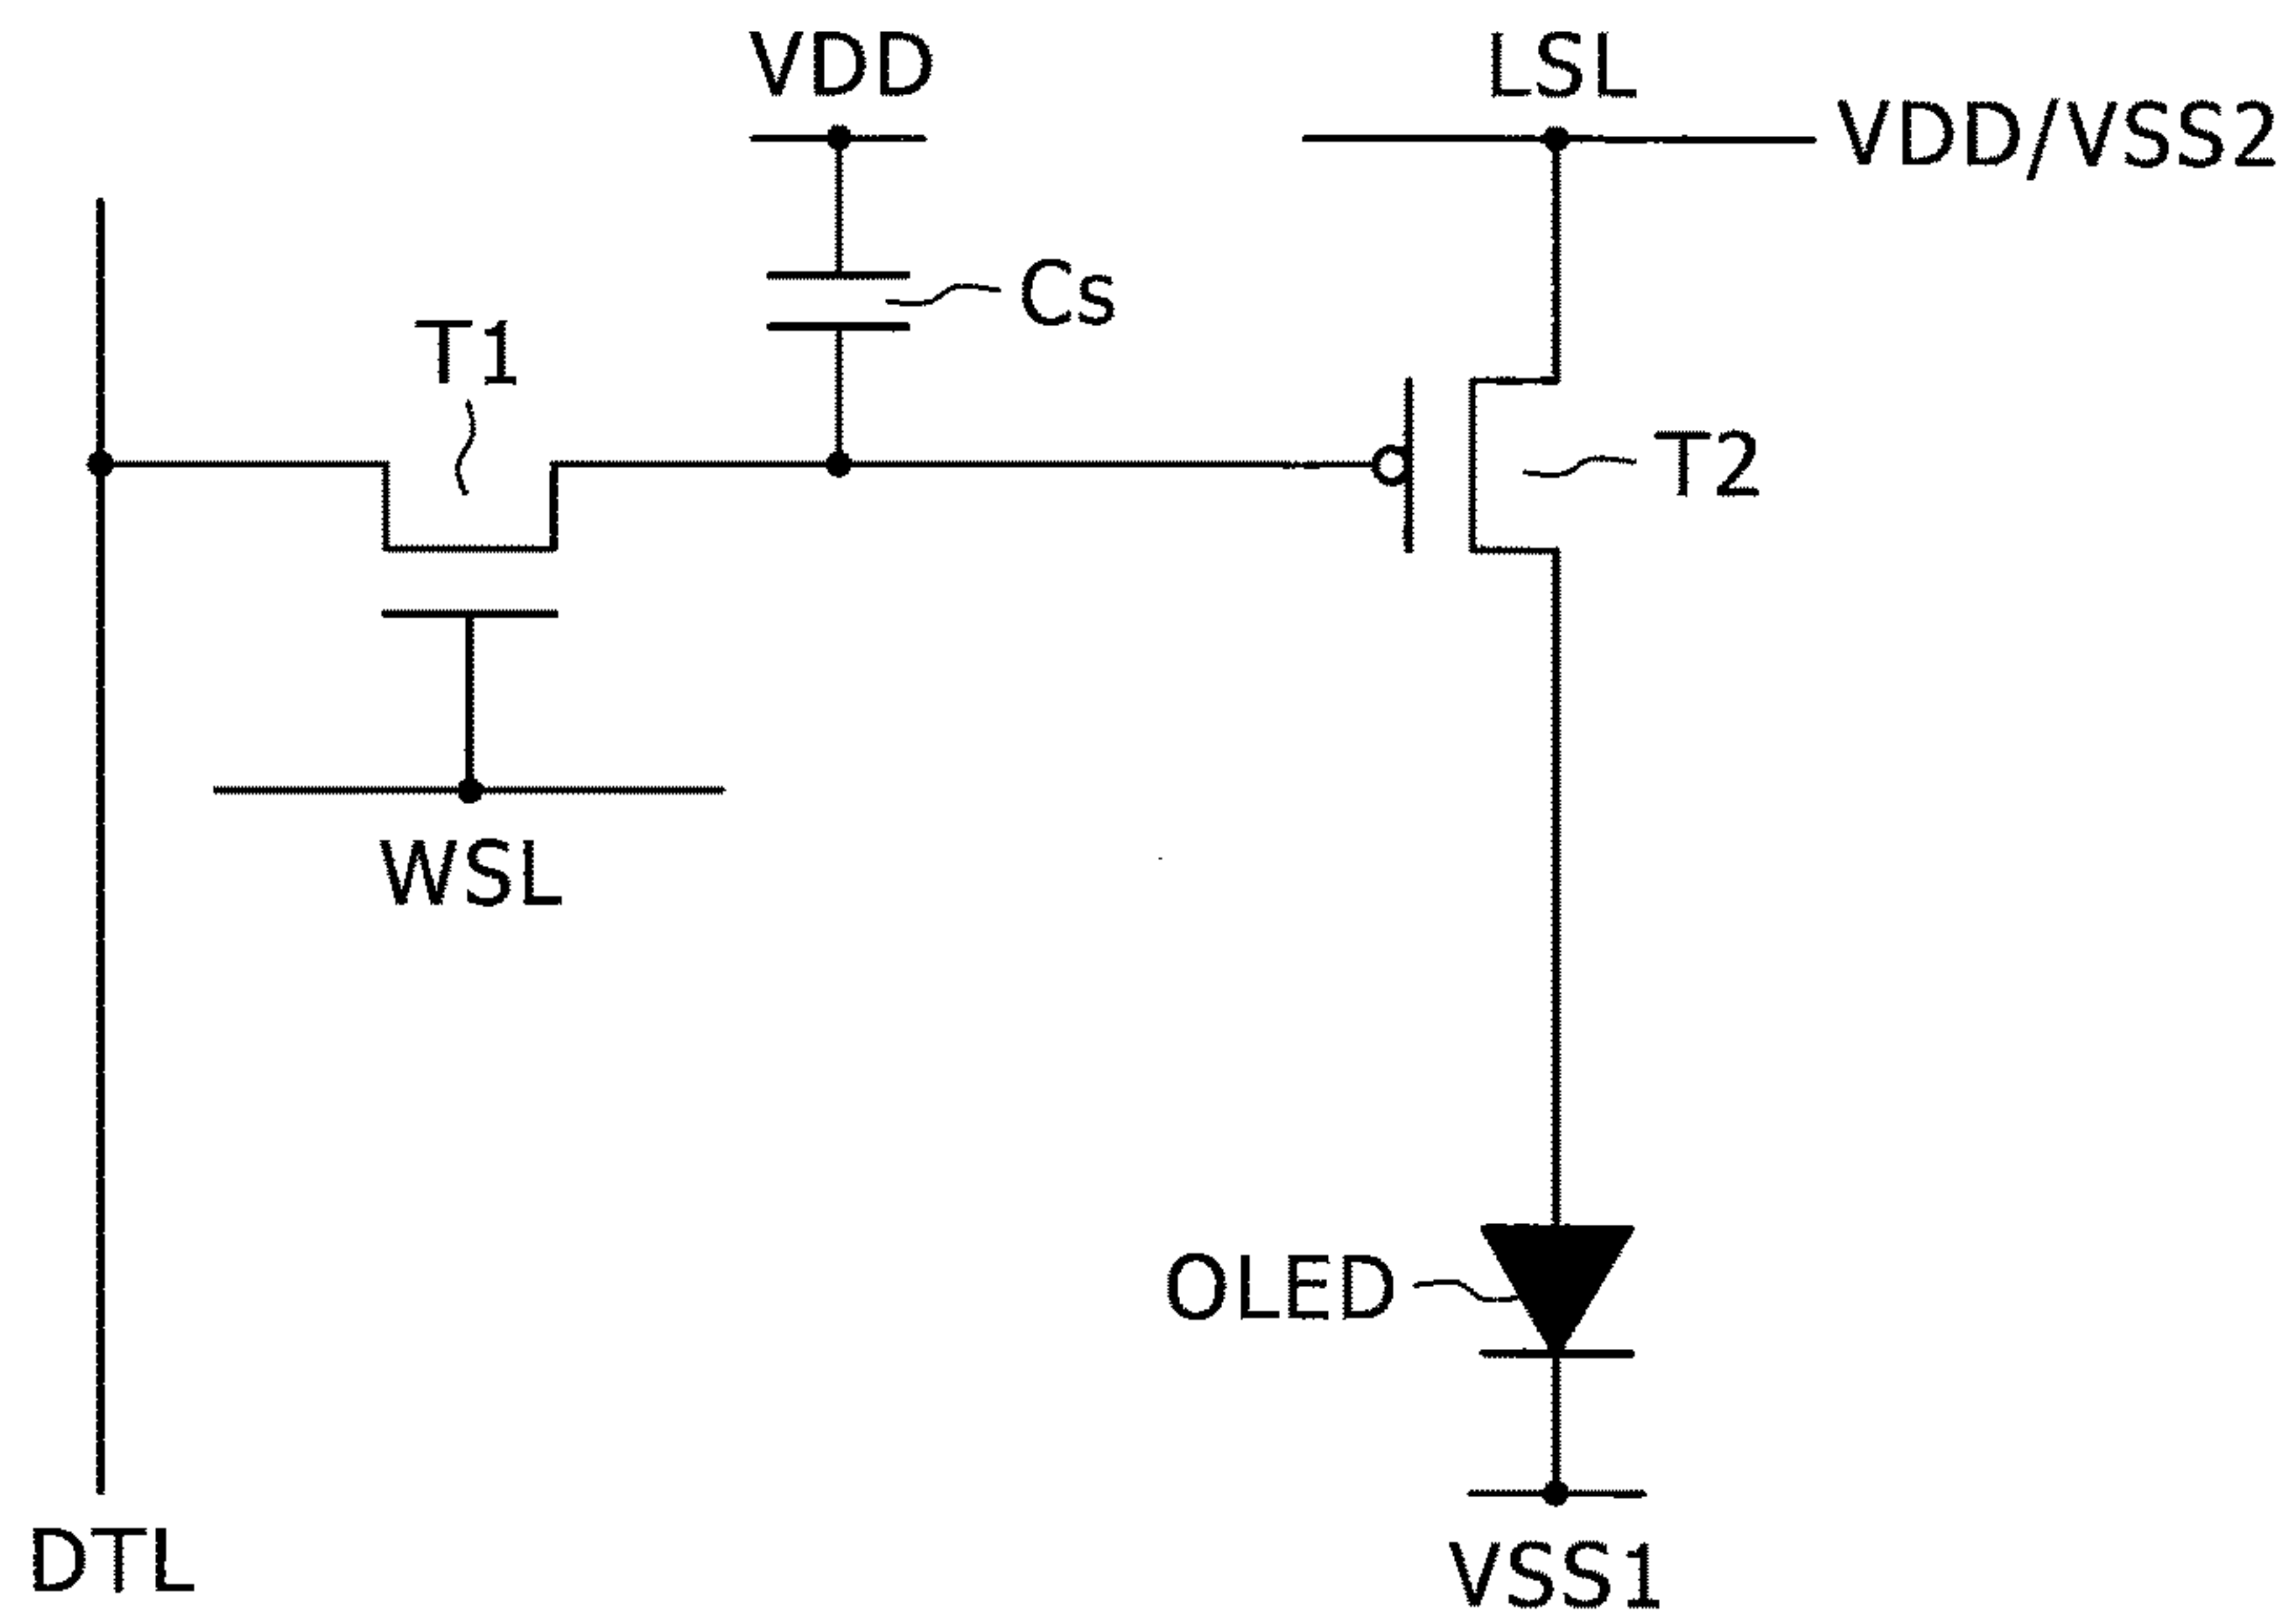 VDD
LSL
VDD/VSS2
Cs
T1
T2
WSL
OLED
DTL
VSS1